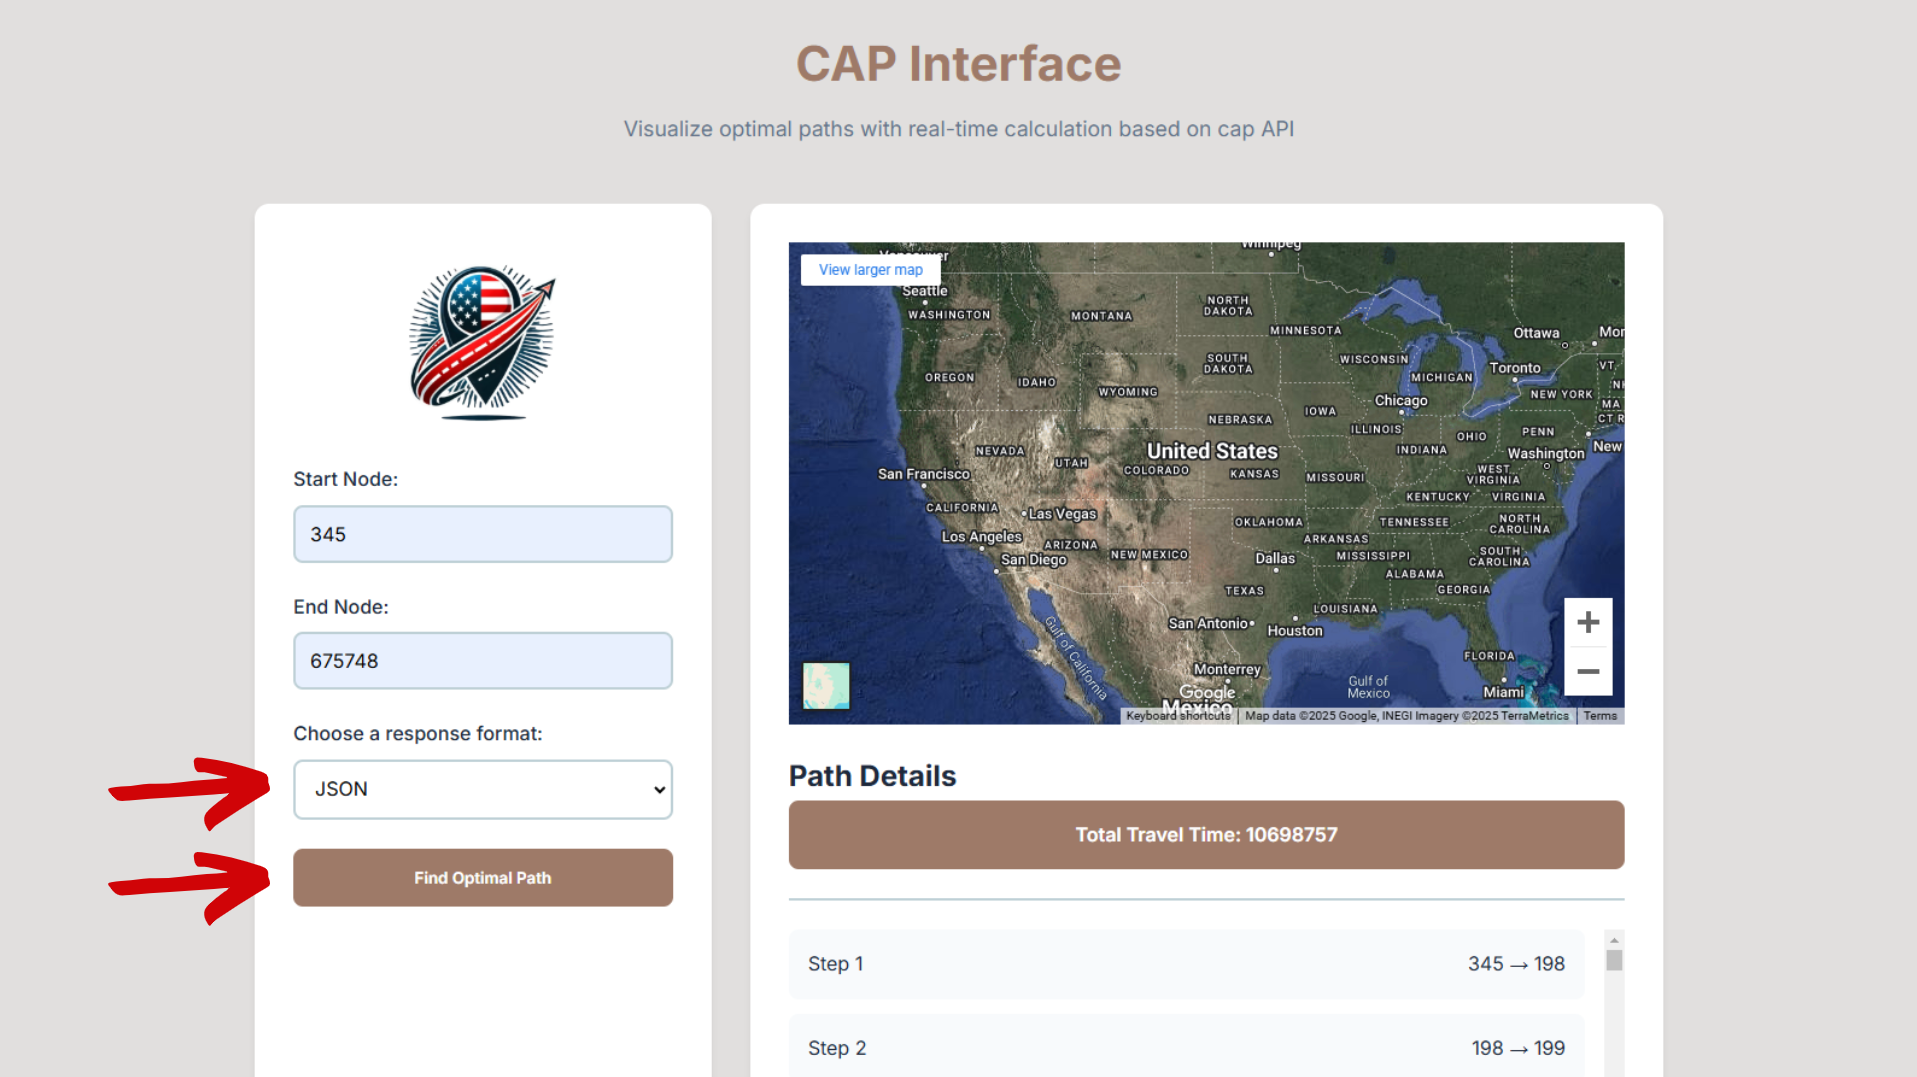 CAP Interface
Visualize optimal paths with real-time calculation based on cap API
Start Node:
345
End Node:
675748
Choose a response format:
JSON
Find Optimal Path
View larger map
Winnipeg
Vancouver
Seattle
WASHINGTON
MONTANA
NORTH
DAKOTA
MINNESOTA
Ottawa
Mon
OREGON
IDAHO
WYOMING
SOUTH
DAKOTA
WISCONSIN
MICHIGAN
Toronto
VT
NEW YORK
MA
CT R
NEBRASKA
IOWA
Chicago
ILLINOIS
INDIANA
OHIO
PENN
New
NEVADA
UTAH
United States
COLORADO
KANSAS
MISSOURI
WEST
VIRGINIA
Washington
San Francisco
KENTUCKY
VIRGINIA
CALIFORNIA
Las Vegas
OKLAHOMA
TENNESSEE
NORTH
CAROLINA
Los Angeles
ARIZONA
NEW MEXICO
ARKANSAS
MISSISSIPPI
SOUTH
CAROLINA
San Diego
Dallas
ALABAMA
TEXAS
GEORGIA
LOUISIANA
San Antonio
Houston
Gulf of California
FLORIDA
Monterrey
Gulf of
Mexico
Miami
Google
Mexico
Keyboard shortcuts
Map data ©2025 Google, INEGI Imagery ©2025 TerraMetrics
Terms
Path Details
Total Travel Time: 10698757
Step 1
345 → 198
Step 2
198 → 199